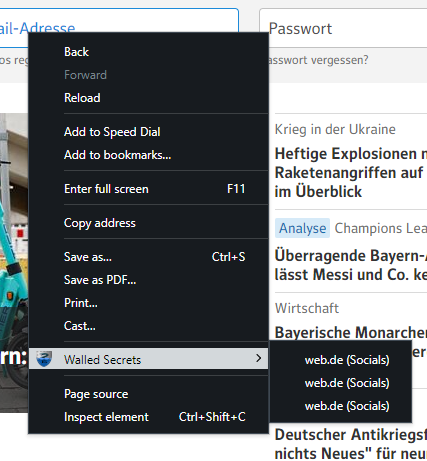 ail-Adresse
Passwort
os reg
asswort vergessen?
Back
Forward
Reload
Add to Speed Dial
Add to bookmarks...
Enter full screen F11
Copy address
Save as... Ctrl+S
Save as PDF...
Print...
Cast...
Walled Secrets
Page source
Inspect element Ctrl+Shift+C
web.de (Socials)
web.de (Socials)
web.de (Socials)
rn:
Krieg in der Ukraine
Heftige Explosionen n
Raketenangriffen auf
im Überblick
Analyse Champions Lea
Überragende Bayern-A
lässt Messi und Co. ke
Wirtschaft
Bayerische Monarche
er
Deutscher Antikriegsf
nichts Neues" für neu